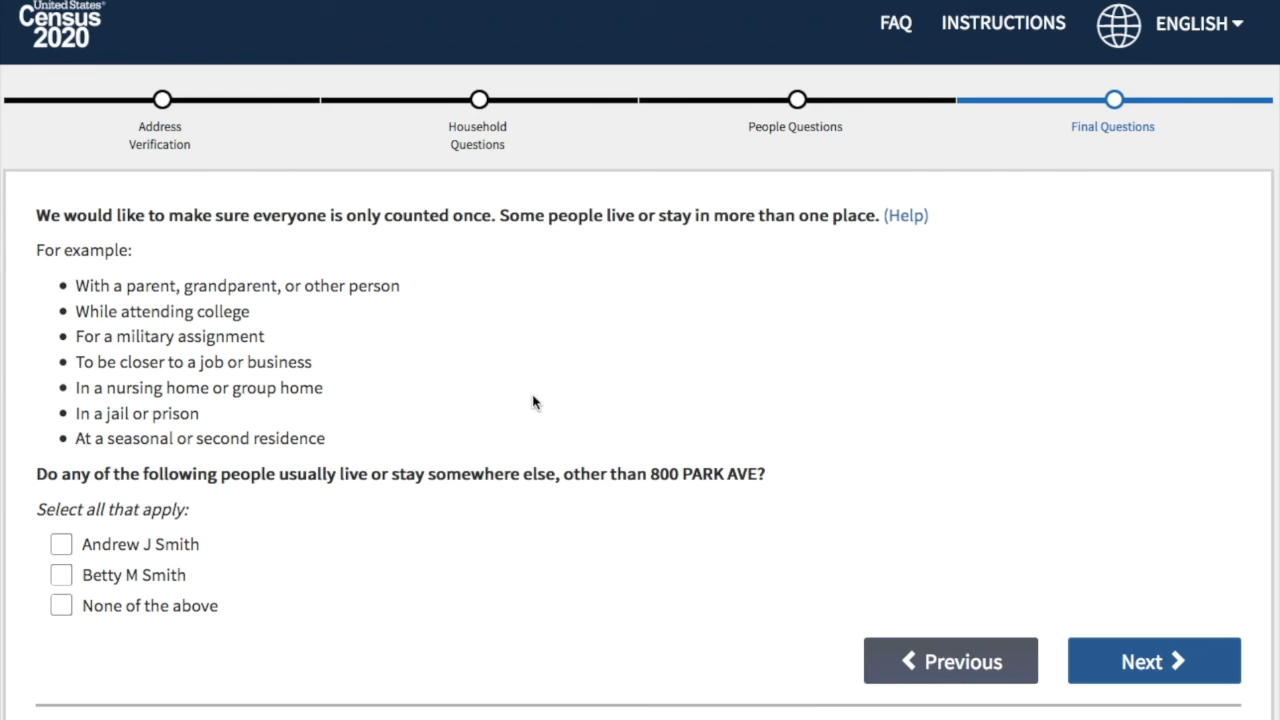 United States®
Census
2020
FAQ INSTRUCTIONS ENGLISH
Address
Verification
Household
Questions
People Questions
Final Questions
We would like to make sure everyone is only counted once. Some people live or stay in more than one place. (Help)
For example:
With a parent, grandparent, or other person
While attending college
For a military assignment
To be closer to a job or business
In a nursing home or group home
In a jail or prison
At a seasonal or second residence
Do any of the following people usually live or stay somewhere else, other than 800 PARK AVE?
Select all that apply:
Andrew J Smith
Betty M Smith
None of the above
Previous Next